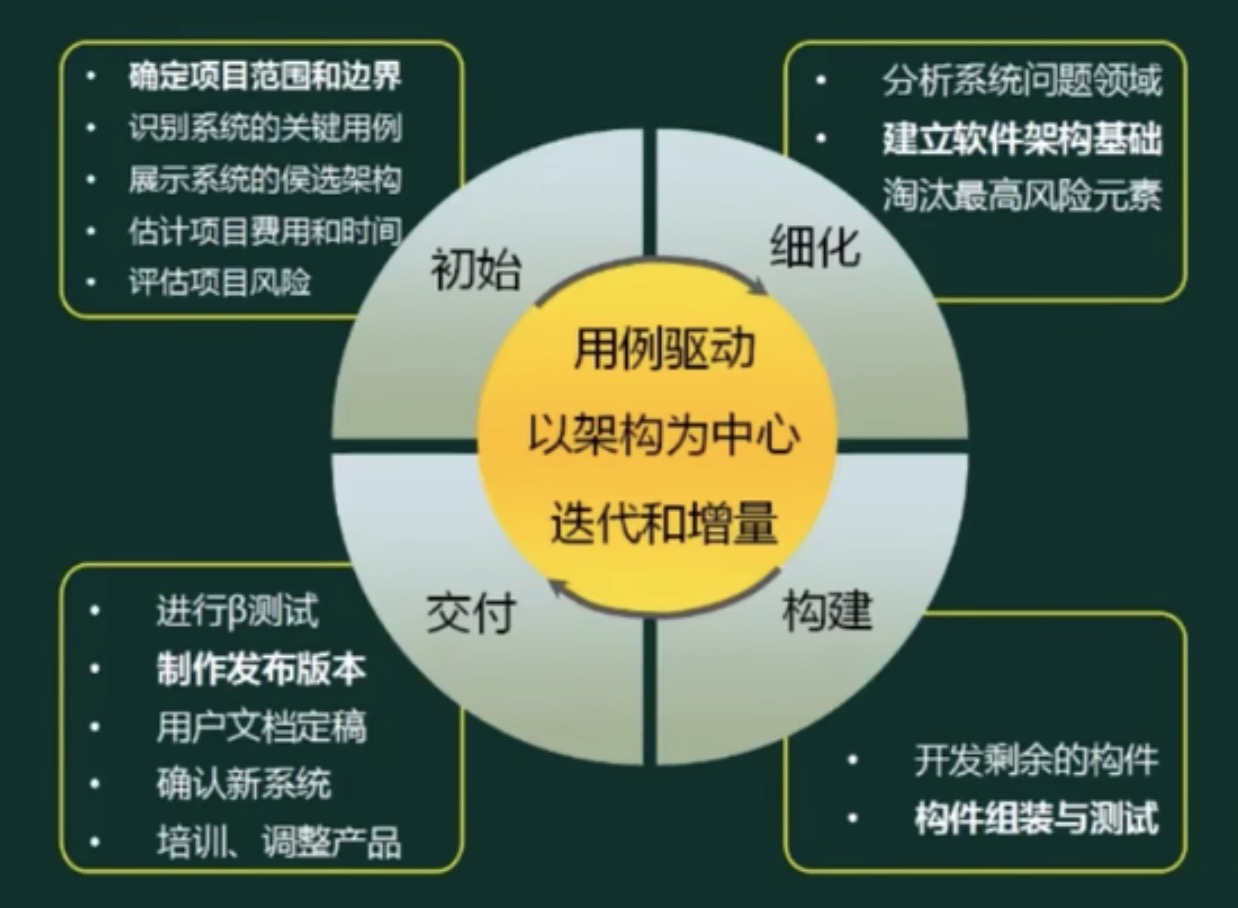 • 确定项目范围和边界
• 识别系统的关键用例
• 展示系统的侯选架构
• 估计项目费用和时间
• 评估项目风险
• 分析系统问题领域
• 建立软件架构基础
淘汰最高风险元素
初始
细化
用例驱动
以架构为中心
迭代和增量
交付
构建
• 进行β测试
• 制作发布版本
• 用户文档定稿
• 确认新系统
• 培训、调整产品
• 开发剩余的构件
• 构件组装与测试